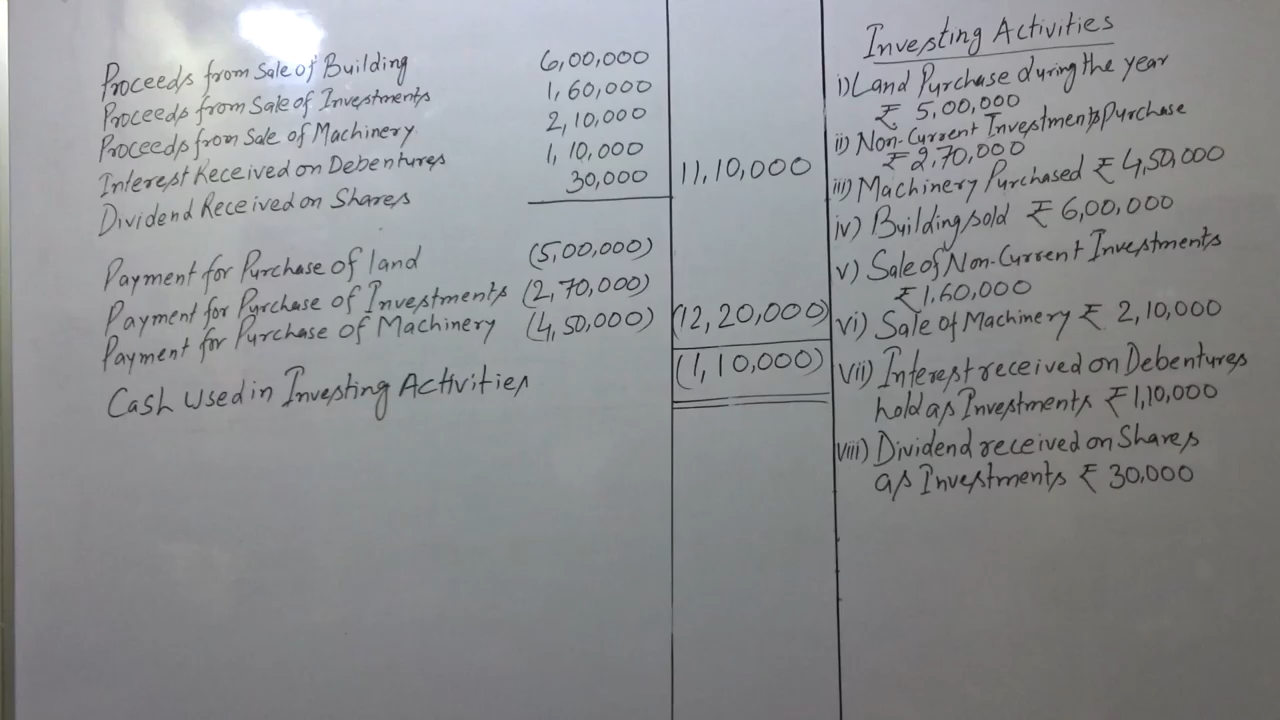 Proceeds from Sale of Building 6,00,000
Proceeds from Sale of Investments 1,60,000
Proceeds from Sale of Machinery 2,10,000
Interest Received on Debentures 1,10,000
Dividend Received on Shares 30,000 11,10,000
Payment for Purchase of land (5,00,000)
Payment for Purchase of Investments (2,70,000)
Payment for Purchase of Machinery (4,50,000) (12,20,000)
Cash Used in Investing Activities (1,10,000)
Investing Activities
i) Land Purchase during the year
₹ 5,00,000
ii) Non-Current Investments Purchase
₹ 2,70,000
iii) Machinery Purchased ₹ 4,50,000
iv) Building sold ₹ 6,00,000
v) Sale of Non-Current Investments
₹ 1,60,000
vi) Sale of Machinery ₹ 2,10,000
vii) Interest received on Debentures
hold as Investments ₹ 1,10,000
viii) Dividend received on Shares
as Investments ₹ 30,000